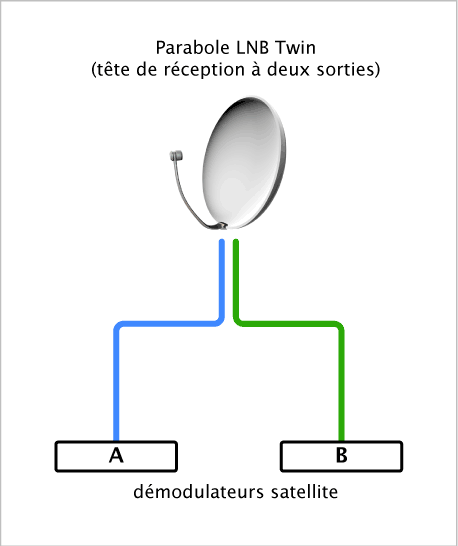 Parabole LNB Twin
(tête de réception à deux sorties)
A
B
démodulateurs satellite